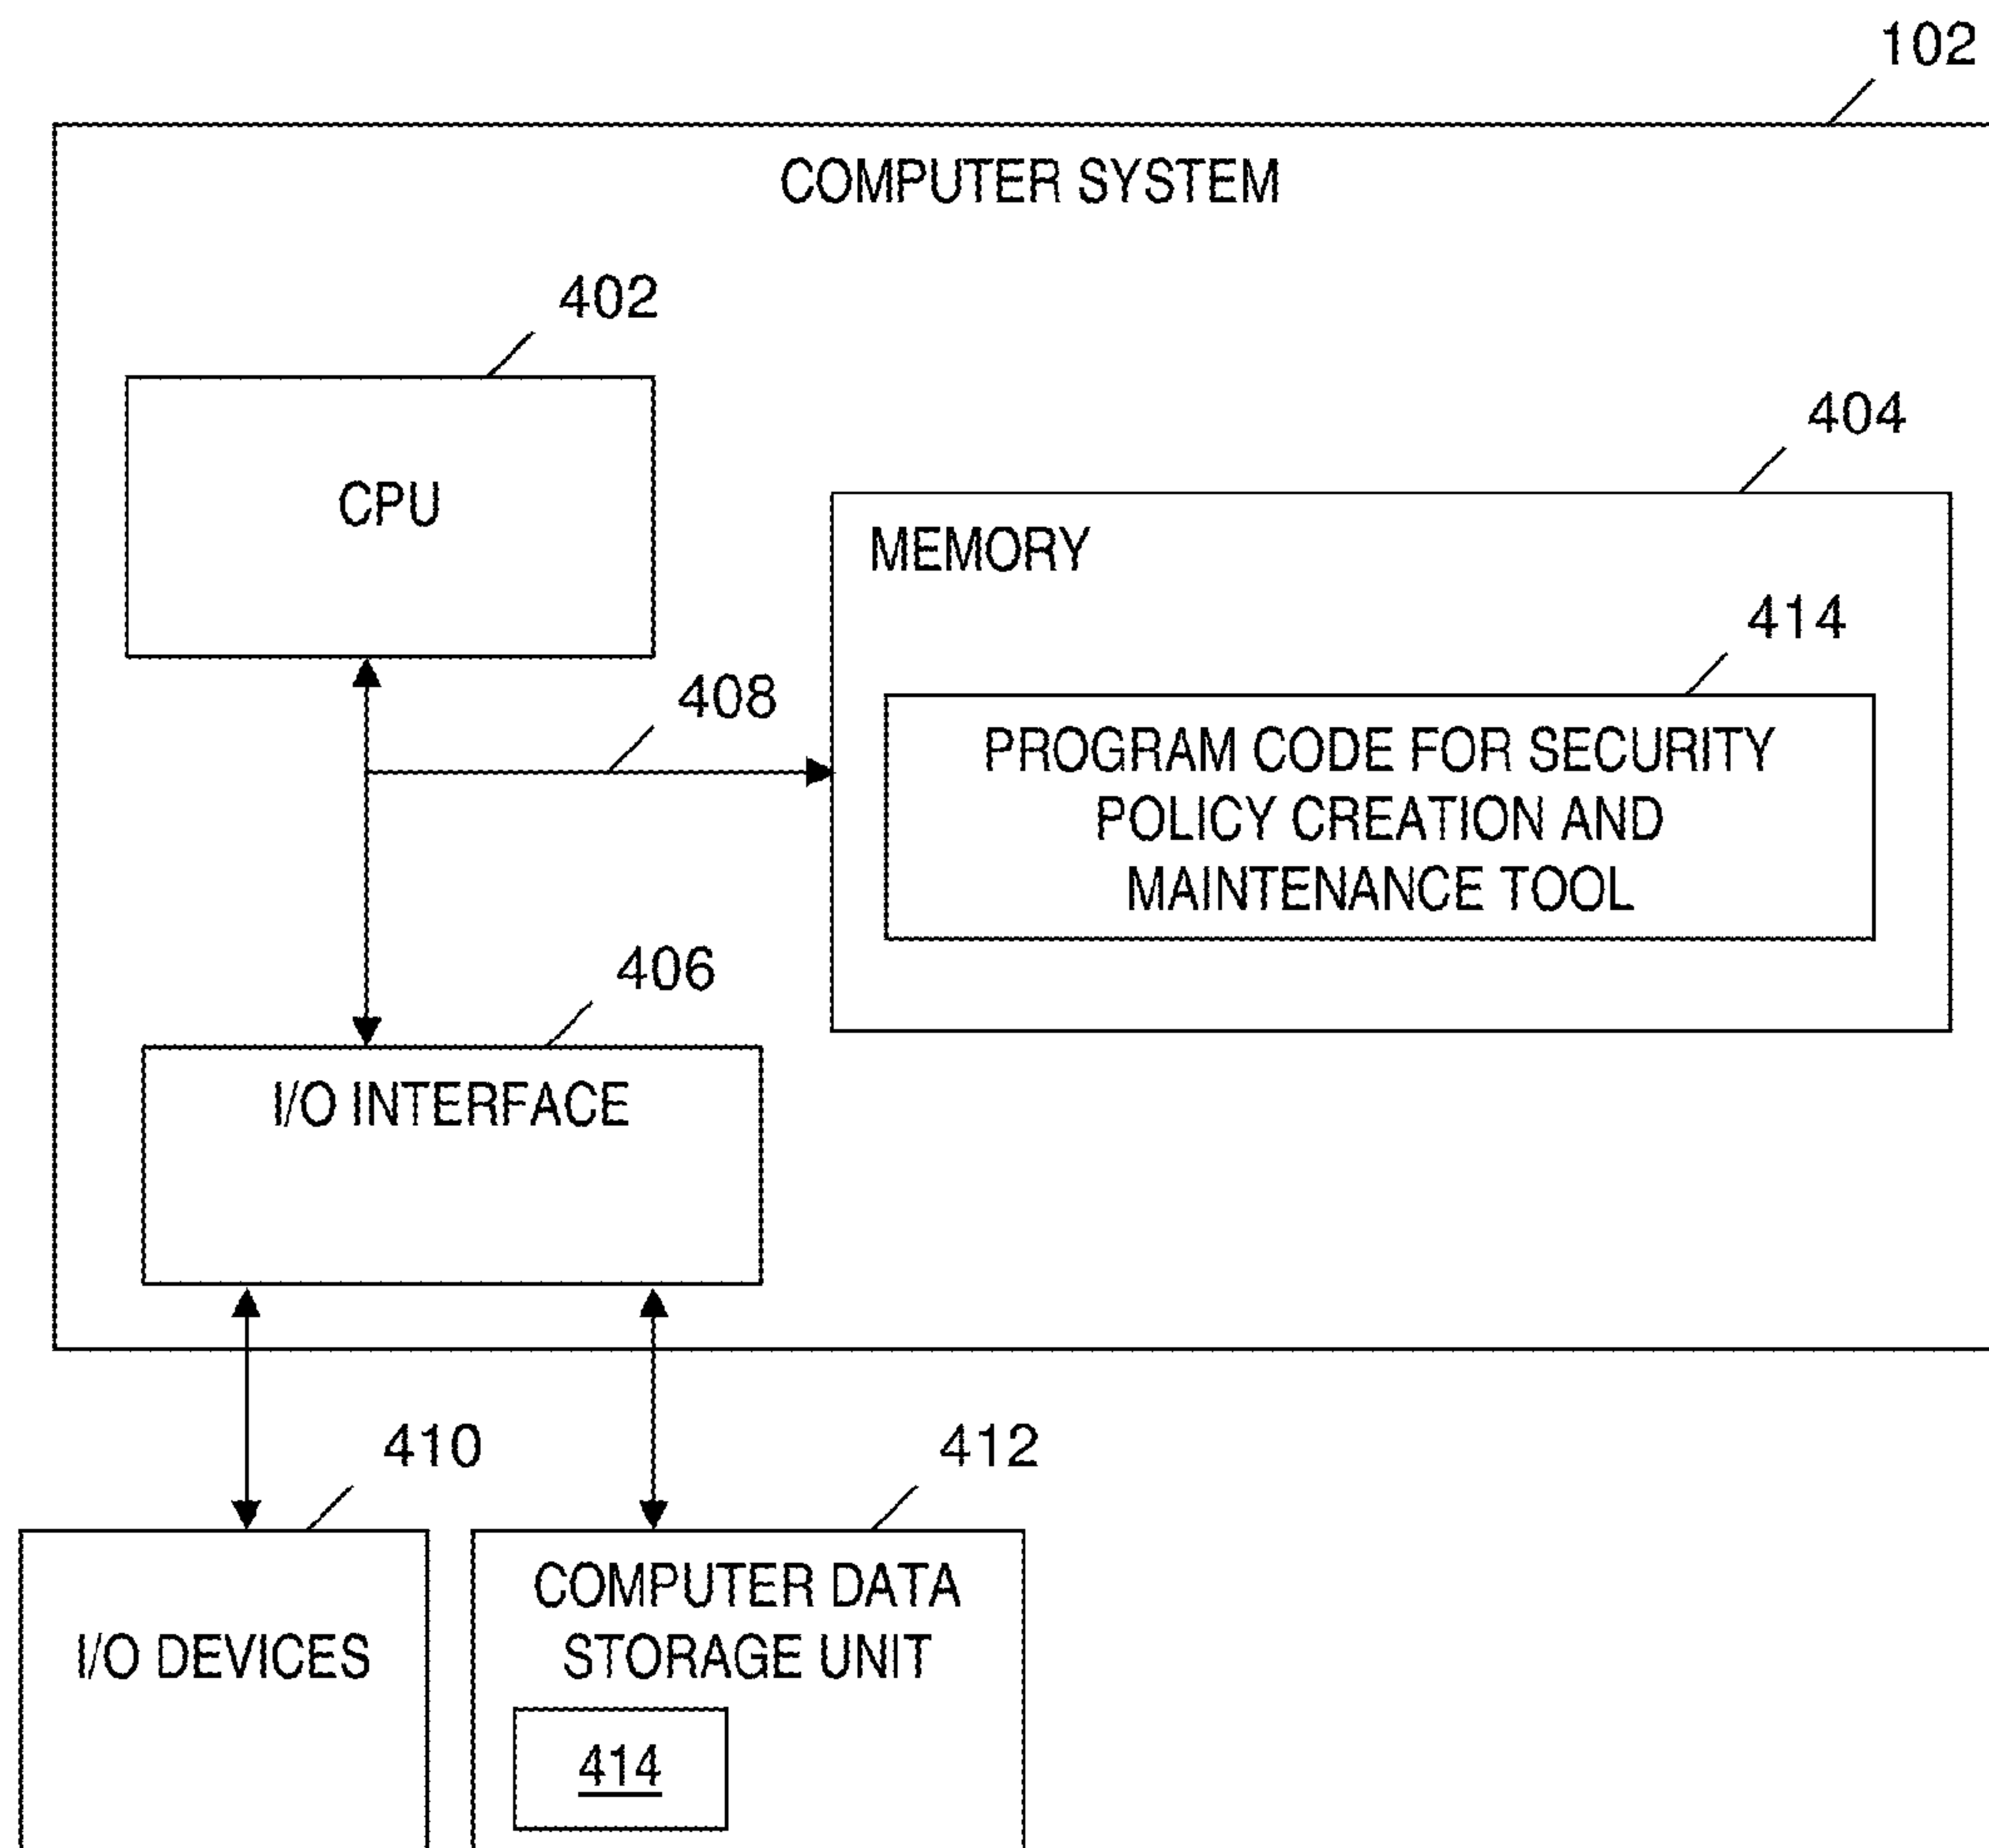 102
COMPUTER SYSTEM
402
CPU
404
MEMORY
414
PROGRAM CODE FOR SECURITY
POLICY CREATION AND
MAINTENANCE TOOL
408
406
I/O INTERFACE
410
I/O DEVICES
412
COMPUTER DATA
STORAGE UNIT
414